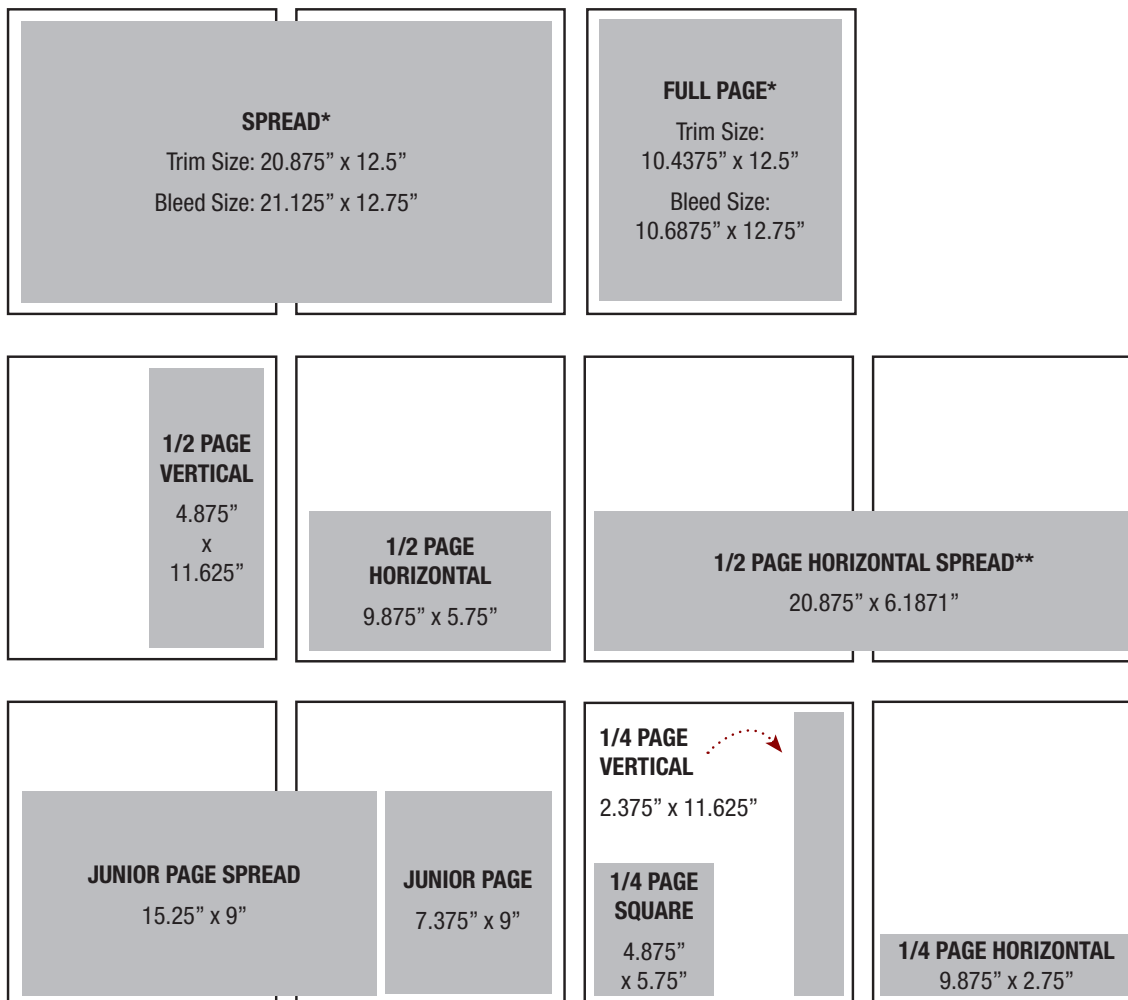 SPREAD*
Trim Size: 20.875” x 12.5”
Bleed Size: 21.125” x 12.75”
FULL PAGE*
Trim Size:
10.4375” x 12.5”
Bleed Size:
10.6875” x 12.75”
1/2 PAGE
VERTICAL
4.875”
x
11.625”
1/2 PAGE
HORIZONTAL
9.875” x 5.75”
1/2 PAGE HORIZONTAL SPREAD**
20.875” x 6.1871”
JUNIOR PAGE SPREAD
15.25” x 9”
JUNIOR PAGE
7.375” x 9”
1/4 PAGE
VERTICAL
2.375” x 11.625”
1/4 PAGE
SQUARE
4.875”
x 5.75”
1/4 PAGE HORIZONTAL
9.875” x 2.75”